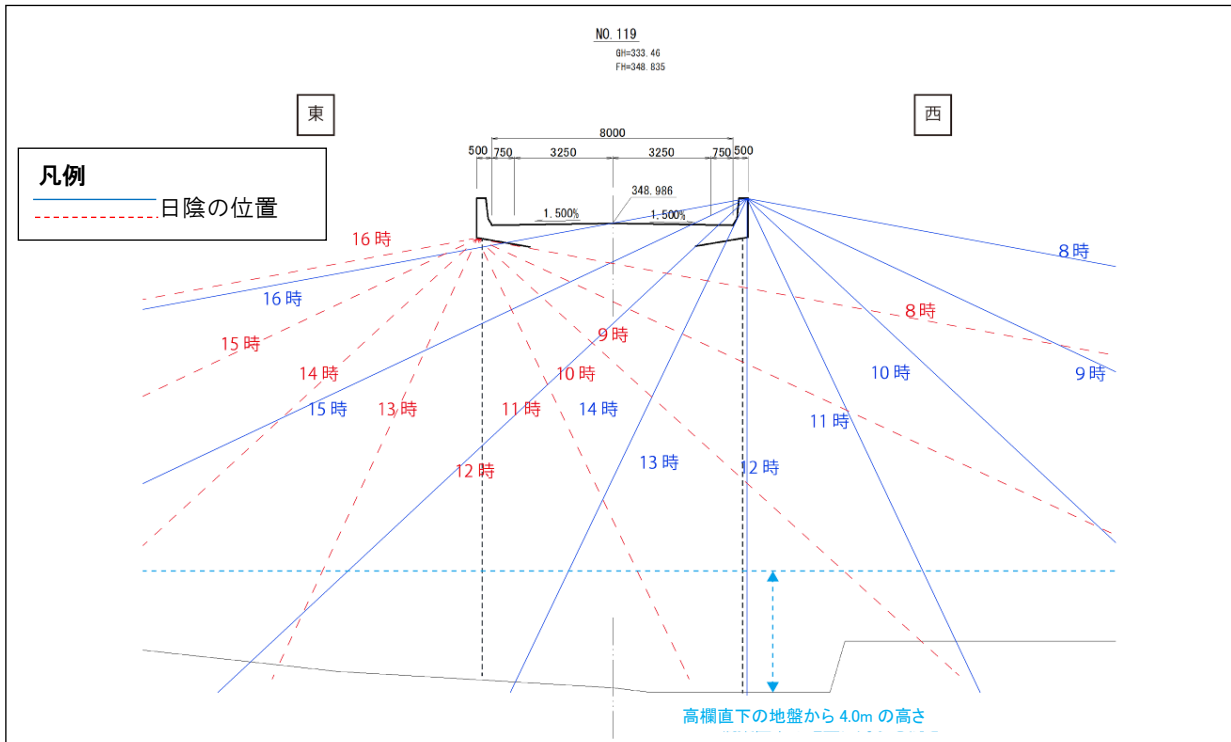 NO. 119
GH=333. 46
FH=348. 835
東
西
凡例
日陰の位置
8000
500 750 3250 3250 750 500
348. 986
1. 500% 1. 500%
16時
16時
15時
14時
15時
13時
12時
11時
10時
9時
14時
13時
12時
11時
10時
9時
8時
8時
高欄直下の地盤から 4.0m の高さ